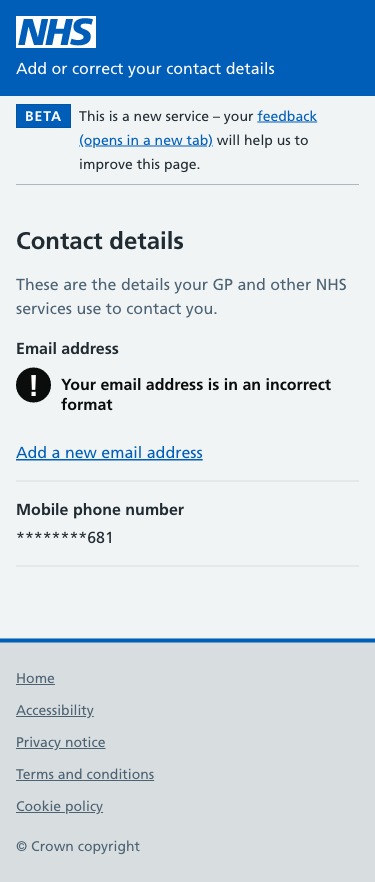 NHS
Add or correct your contact details
BETA
This is a new service – your feedback
(opens in a new tab) will help us to
improve this page.
Contact details
These are the details your GP and other NHS
services use to contact you.
Email address
! Your email address is in an incorrect
format
Add a new email address
Mobile phone number
********681
Home
Accessibility
Privacy notice
Terms and conditions
Cookie policy
© Crown copyright